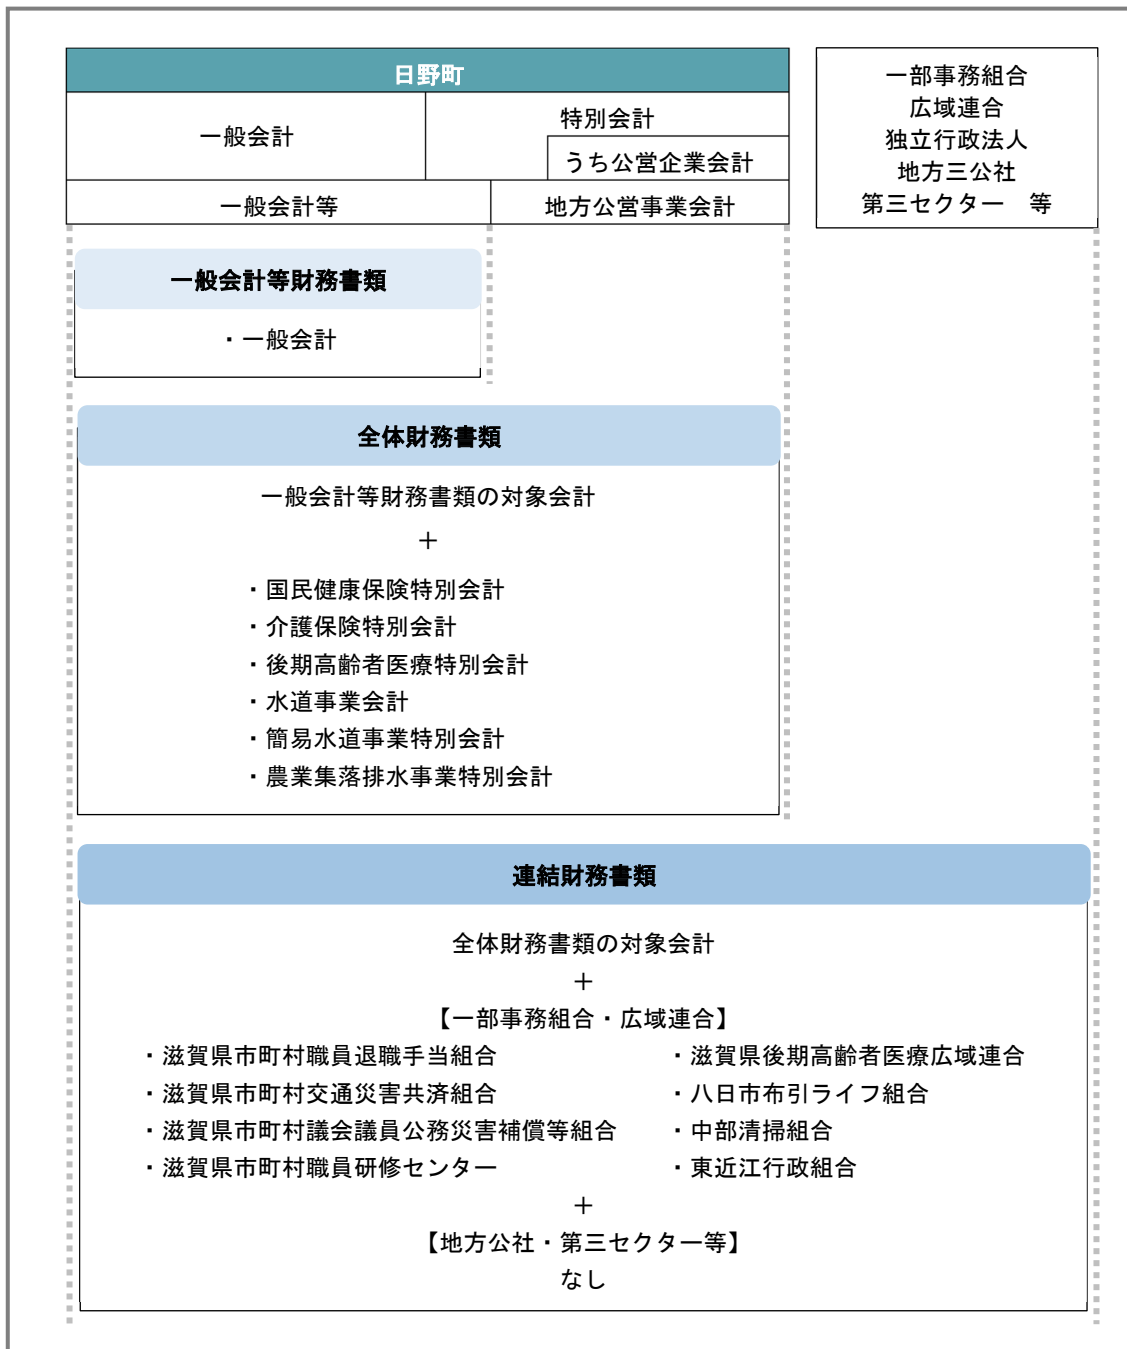 日野町
一般会計
特別会計
うち公営企業会計
一般会計等
地方公営事業会計
一部事務組合
広域連合
独立行政法人
地方三公社
第三セクター　等
一般会計等財務書類
・一般会計
全体財務書類
一般会計等財務書類の対象会計
＋
・国民健康保険特別会計
・介護保険特別会計
・後期高齢者医療特別会計
・水道事業会計
・簡易水道事業特別会計
・農業集落排水事業特別会計
連結財務書類
全体財務書類の対象会計
＋
【一部事務組合・広域連合】
・滋賀県市町村職員退職手当組合
・滋賀県市町村交通災害共済組合
・滋賀県市町村議会議員公務災害補償等組合
・滋賀県市町村職員研修センター
・滋賀県後期高齢者医療広域連合
・八日市布引ライフ組合
・中部清掃組合
・東近江行政組合
＋
【地方公社・第三セクター等】
なし